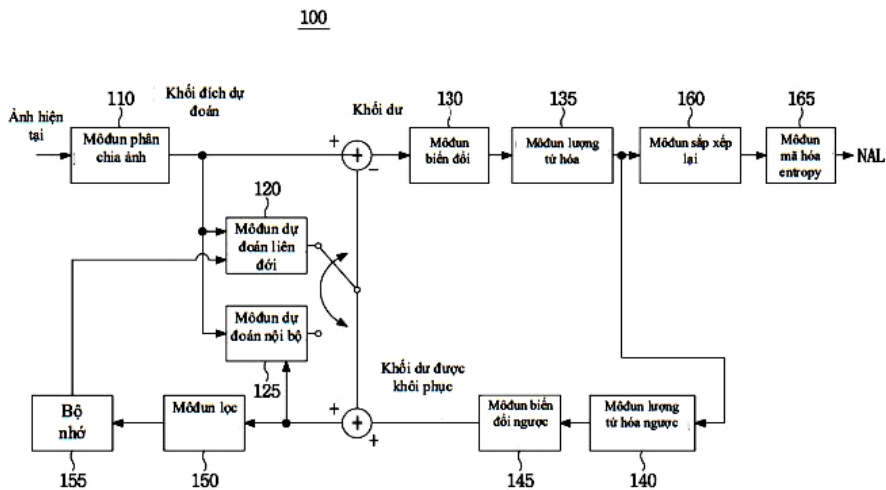 100
110
Khối đích dự
đoán
Ảnh hiện
tại
Môđun phân
chia ảnh
Khối dư
130
135
160
165
Môđun
biến đổi
Môđun lượng
tử hóa
Môđun sắp xếp
lại
Môđun
mã hóa
entropy
NAL
+
+
−
120
Môđun dự
đoán liên
đới
Môđun dự
đoán nội bộ
125
Khối dư được
khôi phục
Bộ
nhớ
155
Môđun lọc
150
+
+
+
Môđun biến
đổi ngược
145
Môđun lượng
tử hóa ngược
140